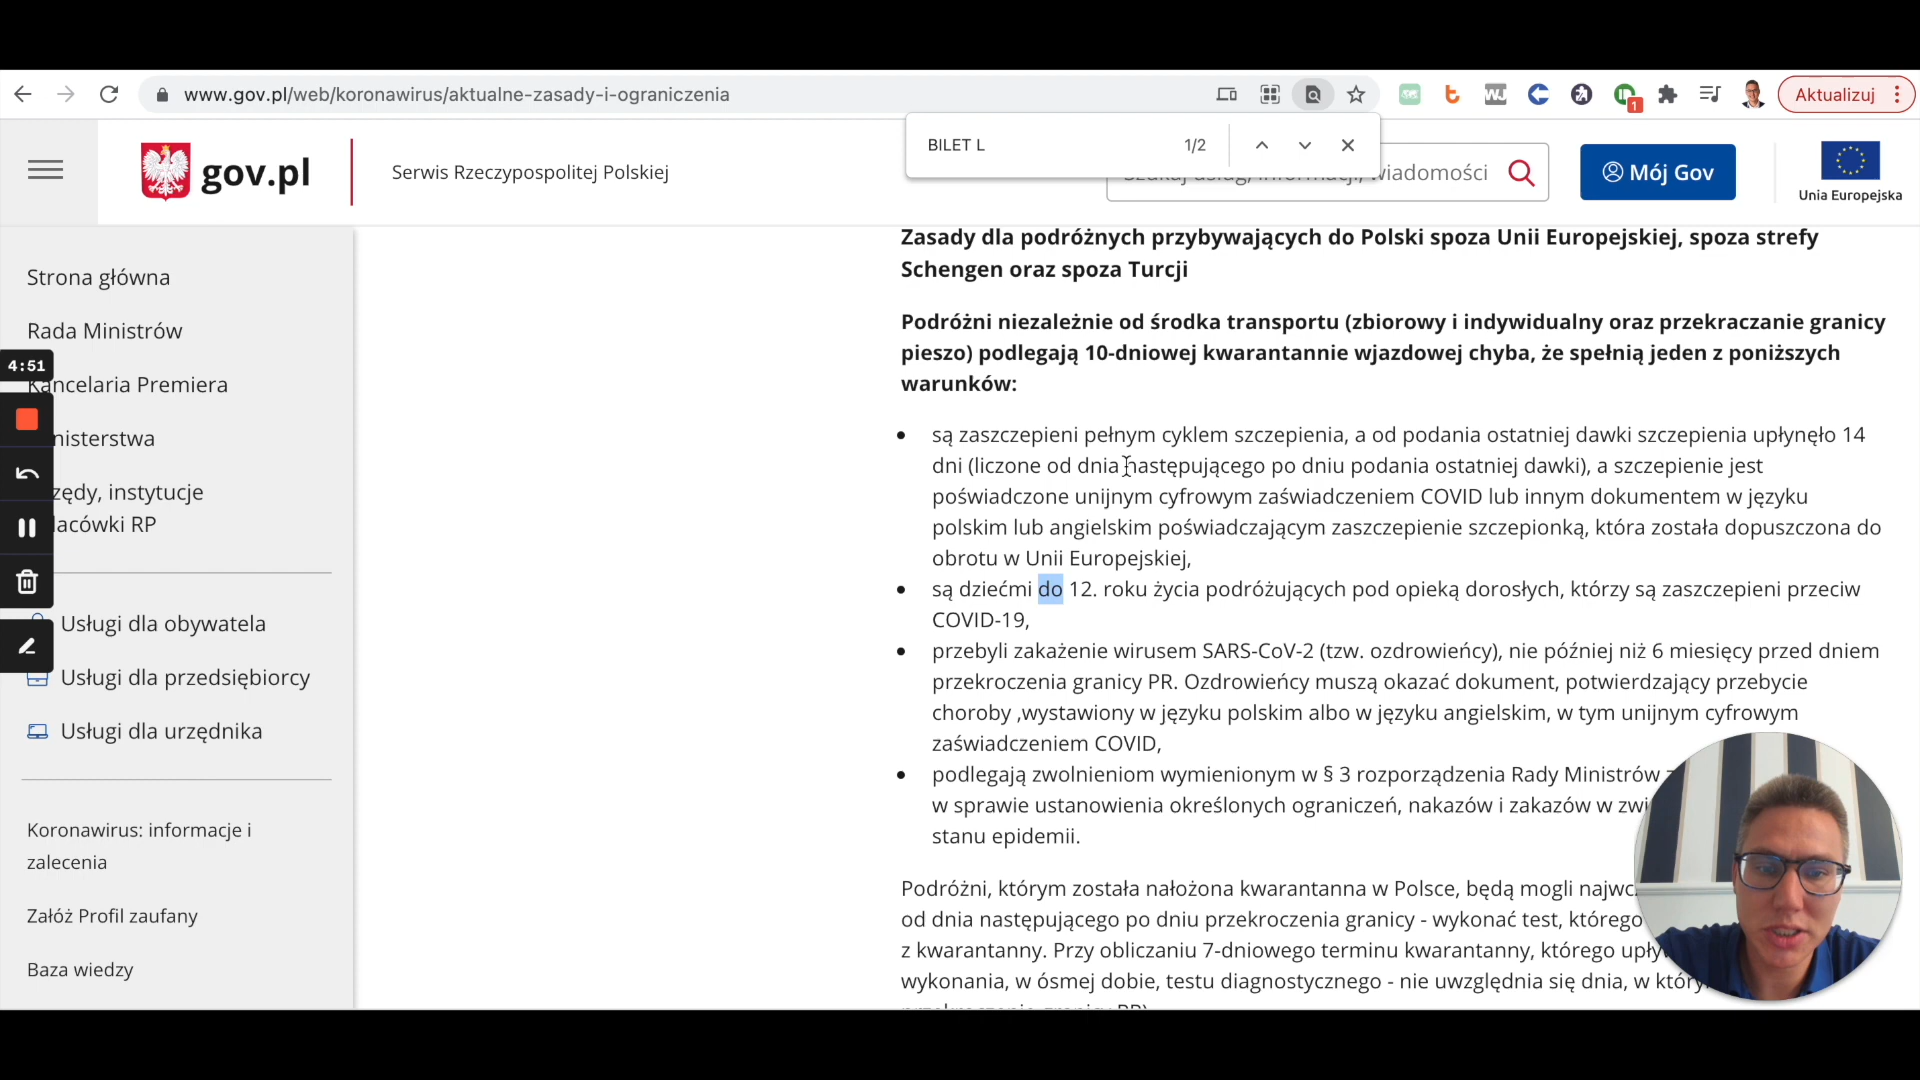 www.gov.pl/web/koronawirus/aktualne-zasady-i-ograniczenia
WJ
1
Aktualizuj
BILET L
1/2
gov.pl
Serwis Rzeczypospolitej Polskiej
Mój Gov
Unia Europejska
Strona główna
Rada Ministrów
4:51
Kancelaria Premiera
nisterstwa
zędy, instytucje
lacówki RP
Usługi dla obywatela
Usługi dla przedsiębiorcy
Usługi dla urzędnika
Koronawirus: informacje i
zalecenia
Załóż Profil zaufany
Baza wiedzy
Zasady dla podróżnych przybywających do Polski spoza Unii Europejskiej, spoza strefy
Schengen oraz spoza Turcji
Podróżni niezależnie od środka transportu (zbiorowy i indywidualny oraz przekraczanie granicy
pieszo) podlegają 10-dniowej kwarantannie wjazdowej chyba, że spełnią jeden z poniższych
warunków:
są zaszczepieni pełnym cyklem szczepienia, a od podania ostatniej dawki szczepienia upłynęło 14
dni (liczone od dnia następującego po dniu podania ostatniej dawki), a szczepienie jest
poświadczone unijnym cyfrowym zaświadczeniem COVID lub innym dokumentem w języku
polskim lub angielskim poświadczającym zaszczepienie szczepionką, która została dopuszczona do
obrotu w Unii Europejskiej,
są dziećmi do 12. roku życia podróżujących pod opieką dorosłych, którzy są zaszczepieni przeciw
COVID-19,
przebyli zakażenie wirusem SARS-CoV-2 (tzw. ozdrowieńcy), nie później niż 6 miesięcy przed dniem
przekroczenia granicy PR. Ozdrowieńcy muszą okazać dokument, potwierdzający przebycie
choroby ,wystawiony w języku polskim albo w języku angielskim, w tym unijnym cyfrowym
zaświadczeniem COVID,
podlegają zwolnieniom wymienionym w § 3 rozporządzenia Rady Ministrów
w sprawie ustanowienia określonych ograniczeń, nakazów i zakazów w zwi
stanu epidemii.
Podróżni, którym została nałożona kwarantanna w Polsce, będą mogli najwc
od dnia następującego po dniu przekroczenia granicy - wykonać test, którego
z kwarantanny. Przy obliczaniu 7-dniowego terminu kwarantanny, którego upły
wykonania, w ósmej dobie, testu diagnostycznego - nie uwzględnia się dnia, w który